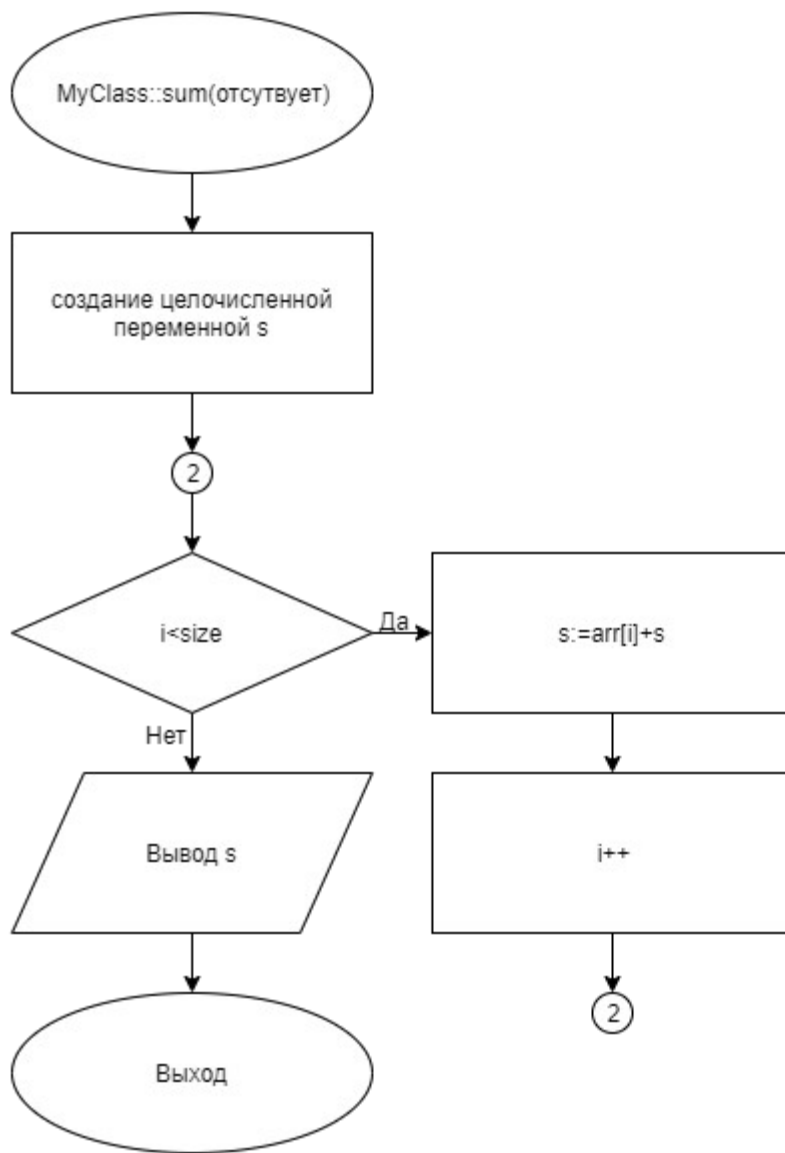 MyClass::sum(отсутвует)
создание целочисленной
переменной s
2
i<size
Да
s:=arr[i]+s
Нет
Вывод s
i++
2
Выход